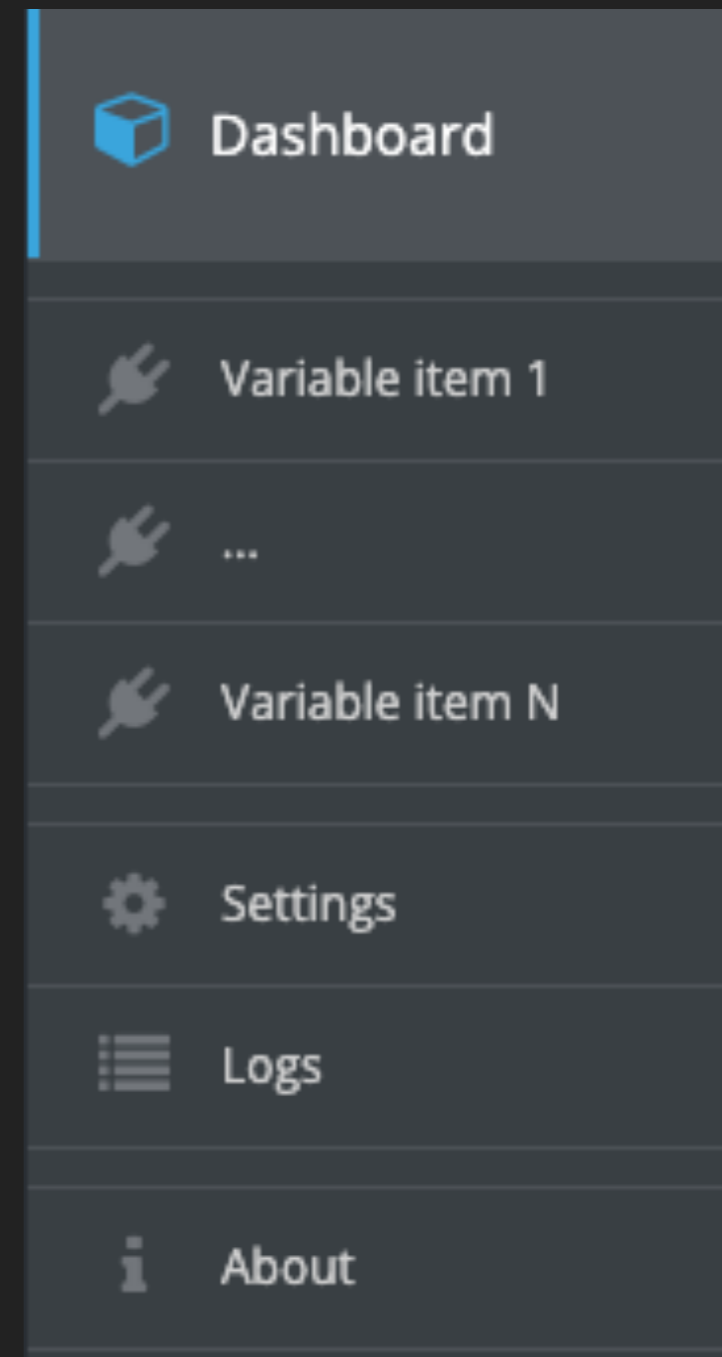 Dashboard
Variable item 1
...
Variable item N
Settings
Logs
About